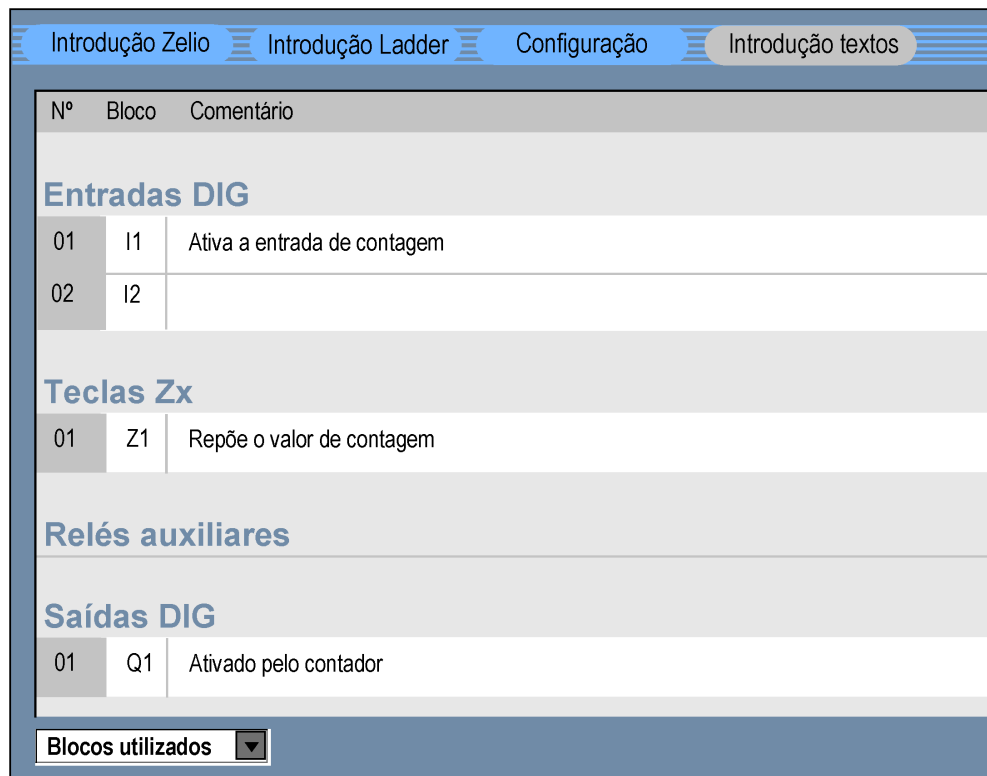 Introdução Zelio Introdução Ladder Configuração Introdução textos
Nº Bloco Comentário
Entradas DIG
01 I1 Ativa a entrada de contagem
02 I2
Teclas Zx
01 Z1 Repõe o valor de contagem
Relés auxiliares
Saídas DIG
01 Q1 Ativado pelo contador
Blocos utilizados